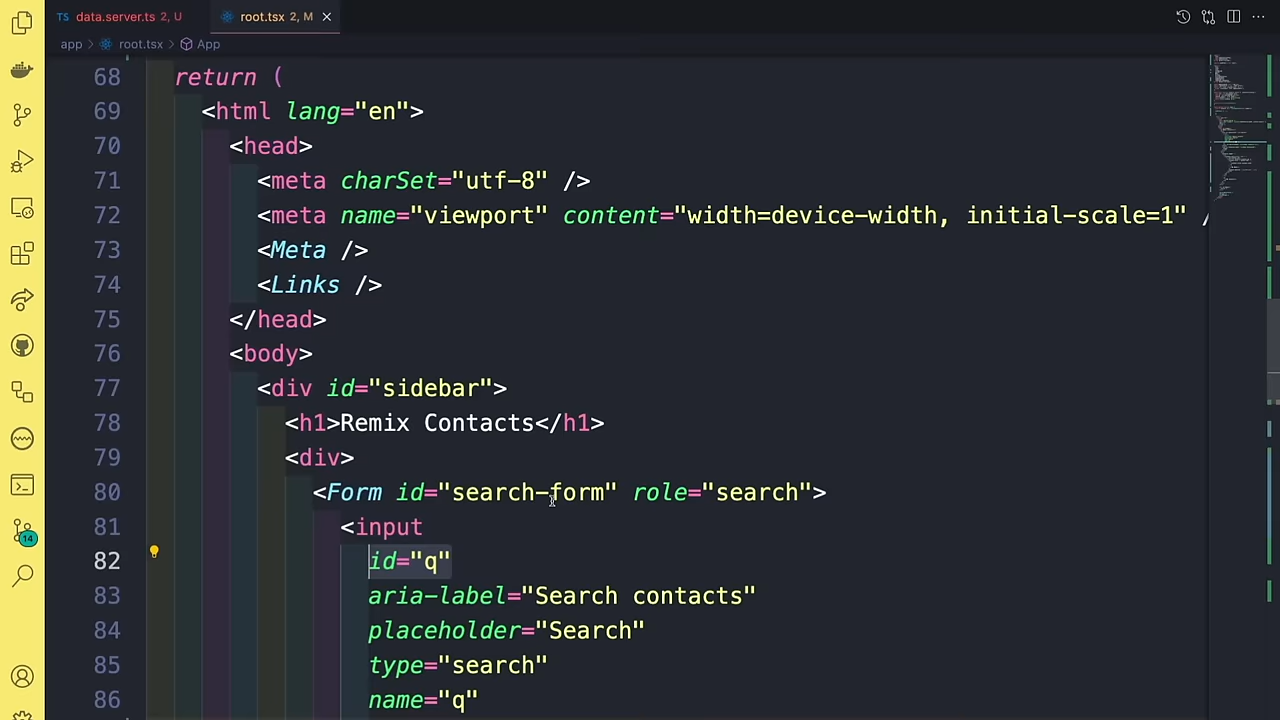 data.server.ts 2, U
root.tsx 2, M
app > root.tsx > App
68 return (
69 <html lang="en">
70 <head>
71 <meta charSet="utf-8" />
72 <meta name="viewport" content="width=device-width, initial-scale=1" /
73 <Meta />
74 <Links />
75 </head>
76 <body>
77 <div id="sidebar">
78 <h1>Remix Contacts</h1>
79 <div>
80 <Form id="search-form" role="search">
81 <input
82 id="q"
83 aria-label="Search contacts"
84 placeholder="Search"
85 type="search"
86 name="q"
TS
14